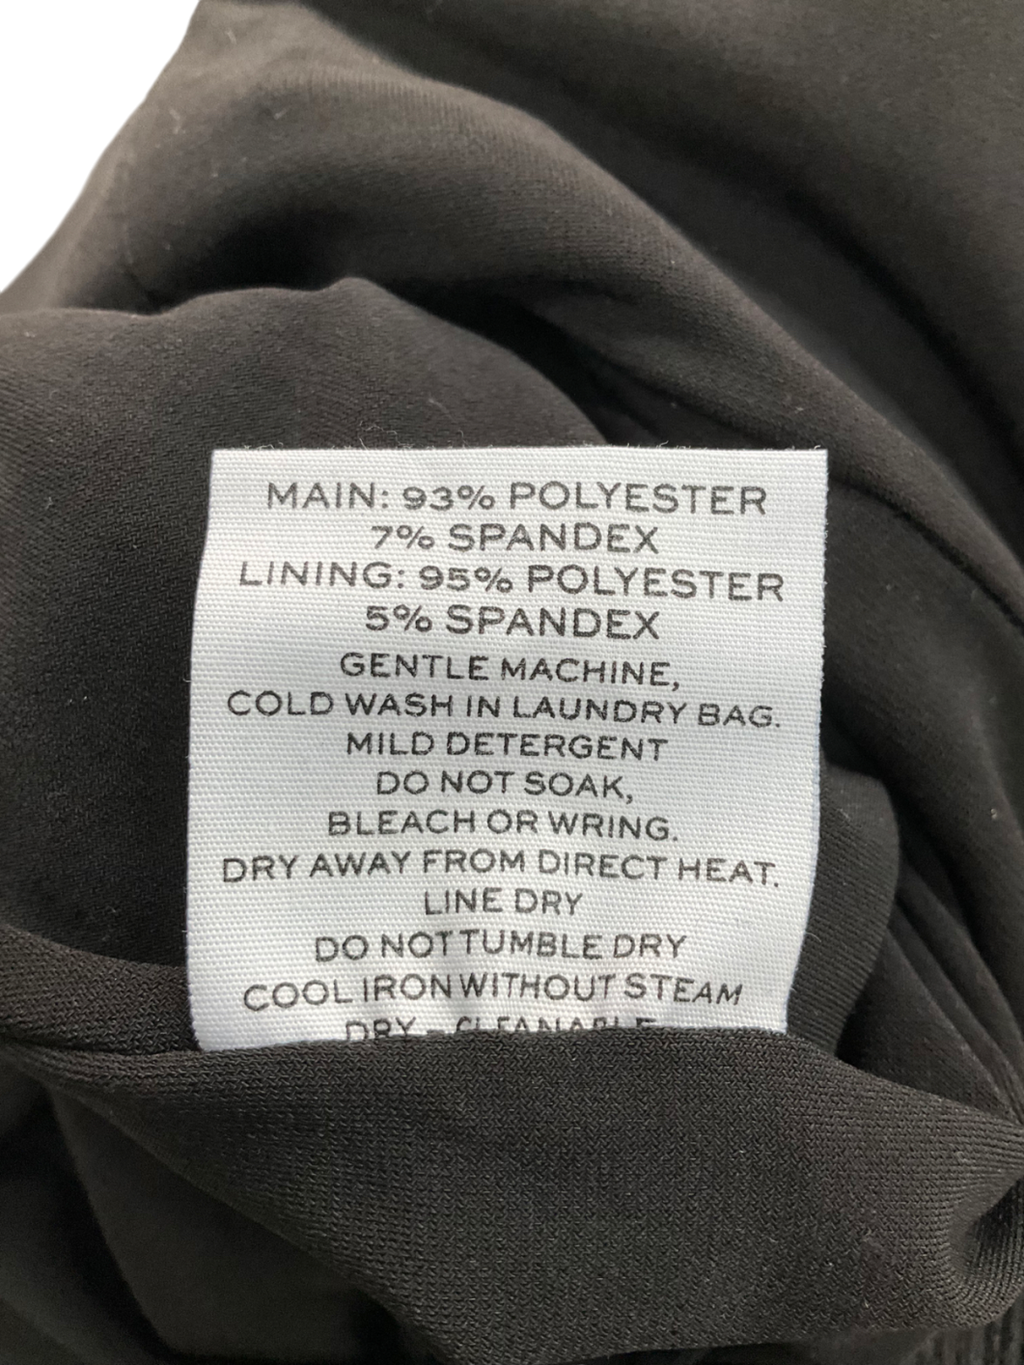 MAIN: 93% POLYESTER
7% SPANDEX
LINING: 95% POLYESTER
5% SPANDEX
GENTLE MACHINE,
COLD WASH IN LAUNDRY BAG.
MILD DETERGENT
DO NOT SOAK,
BLEACH OR WRING.
DRY AWAY FROM DIRECT HEAT.
LINE DRY
DO NOT TUMBLE DRY
COOL IRON WITHOUT STEAM
DRY - CLEANABLE